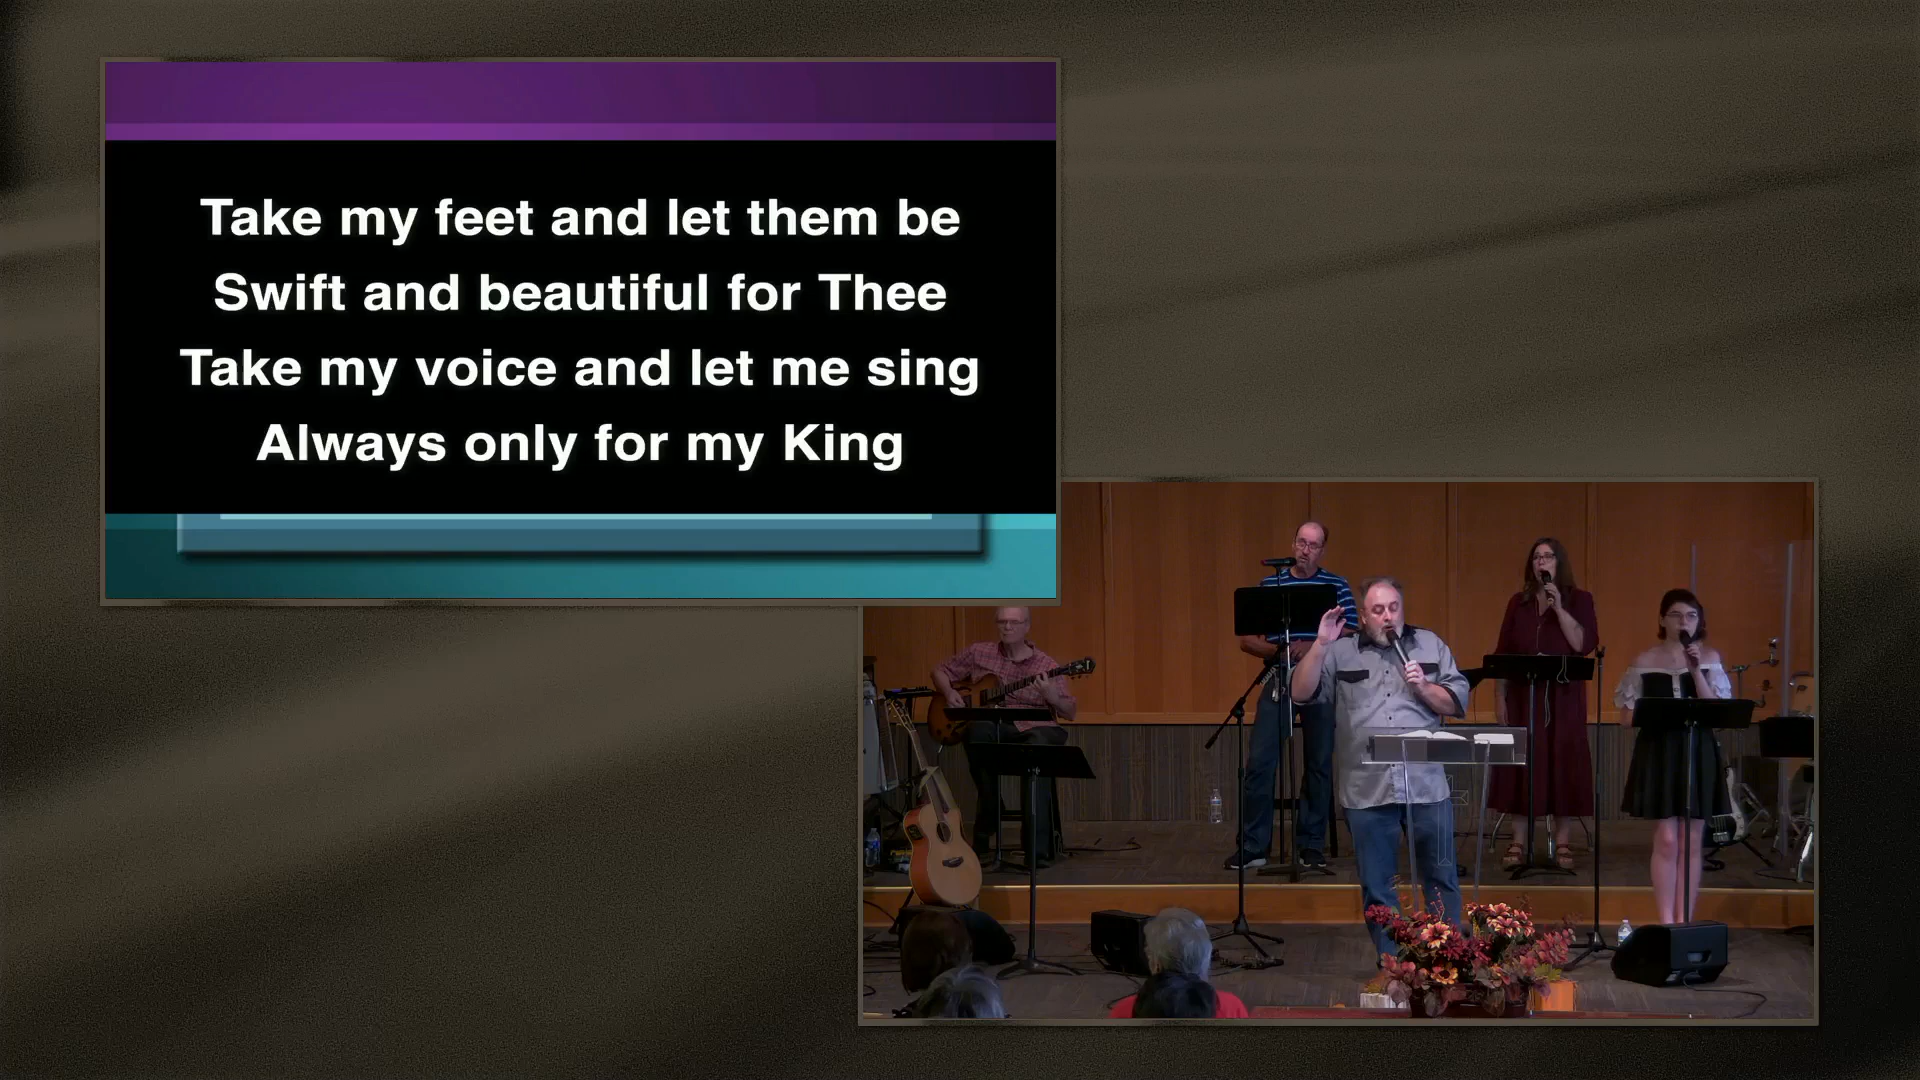 Take my feet and let them be
Swift and beautiful for Thee
Take my voice and let me sing
Always only for my King